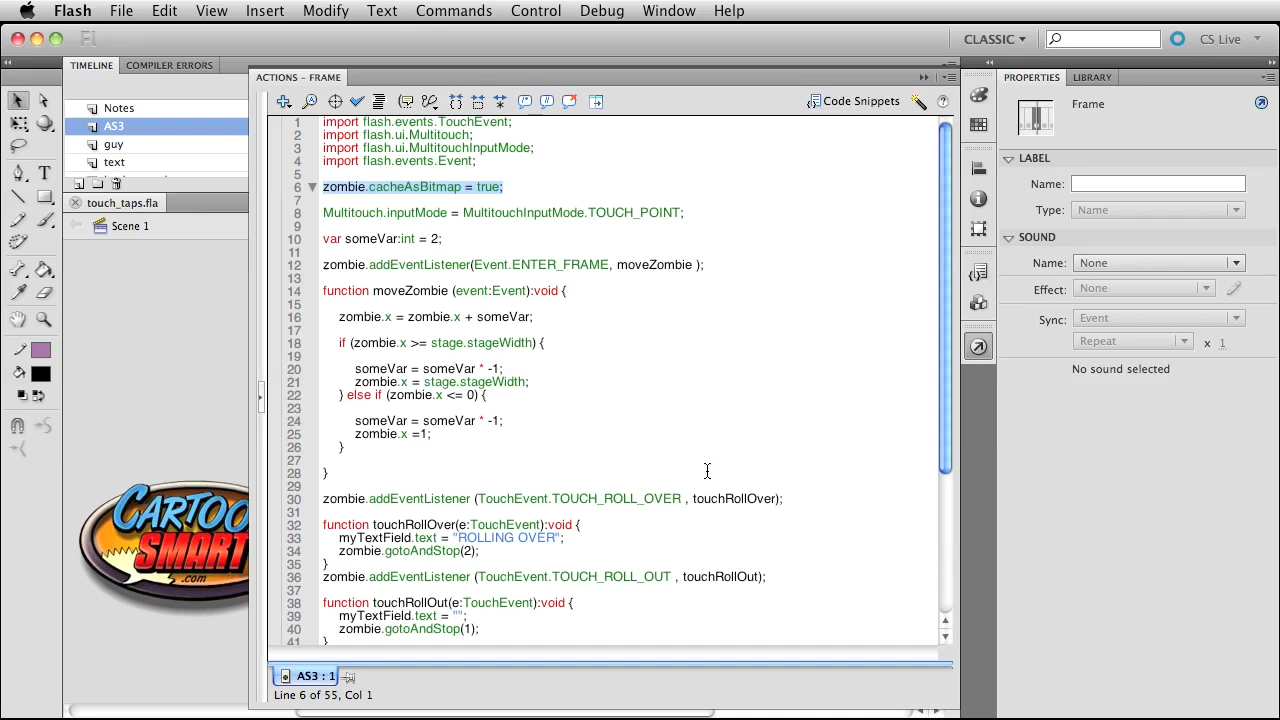 Flash File Edit View Insert Modify Text Commands Control Debug Window Help
Fl CLASSIC CS Live
TIMELINE COMPILER ERRORS
Notes
AS3
guy
text
touch_taps.fla
Scene 1
CARTOON
SMART
.com
ACTIONS – FRAME
Code Snippets
1 import flash.events.TouchEvent;
2 import flash.ui.Multitouch;
3 import flash.ui.MultitouchInputMode;
4 import flash.events.Event;
5
6 zombie.cacheAsBitmap = true;
7
8 Multitouch.inputMode = MultitouchInputMode.TOUCH_POINT;
9
10 var someVar:int = 2;
11
12 zombie.addEventListener(Event.ENTER_FRAME, moveZombie );
13
14 function moveZombie (event:Event):void {
15
16 zombie.x = zombie.x + someVar;
17
18 if (zombie.x >= stage.stageWidth) {
19
20 someVar = someVar * -1;
21 zombie.x = stage.stageWidth;
22 } else if (zombie.x <= 0) {
23
24 someVar = someVar * -1;
25 zombie.x =1;
26 }
27
28 }
29
30 zombie.addEventListener (TouchEvent.TOUCH_ROLL_OVER , touchRollOver);
31
32 function touchRollOver(e:TouchEvent):void {
33 myTextField.text = "ROLLING OVER";
34 zombie.gotoAndStop(2);
35 }
36 zombie.addEventListener (TouchEvent.TOUCH_ROLL_OUT , touchRollOut);
37
38 function touchRollOut(e:TouchEvent):void {
39 myTextField.text = "";
40 zombie.gotoAndStop(1);
41 }
AS3 : 1
Line 6 of 55, Col 1
PROPERTIES LIBRARY
Frame
LABEL
Name:
Type: Name
SOUND
Name: None
Effect: None
Sync: Event
Repeat x 1
No sound selected